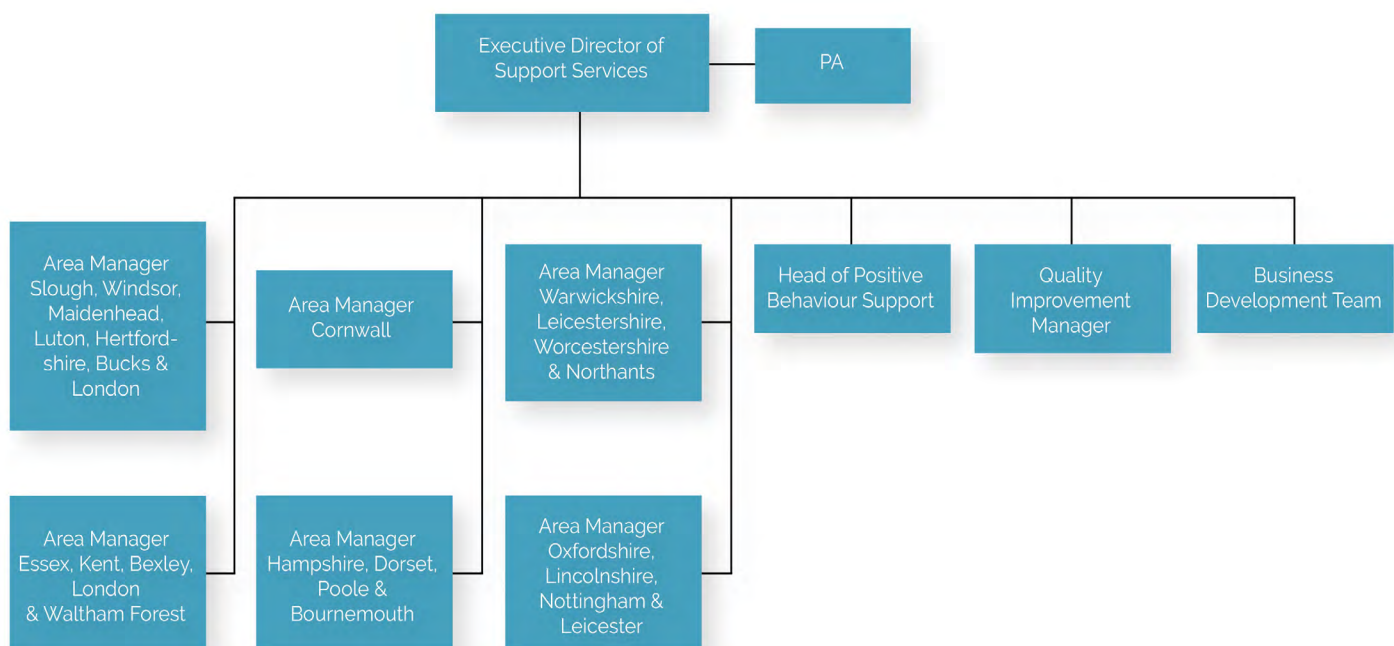 Executive Director of
Support Services
PA
Area Manager
Slough, Windsor,
Maidenhead,
Luton, Hertford-
shire, Bucks &
London
Area Manager
Cornwall
Area Manager
Warwickshire,
Leicestershire,
Worcestershire
& Northants
Head of Positive
Behaviour Support
Quality
Improvement
Manager
Business
Development Team
Area Manager
Essex, Kent, Bexley,
London
& Waltham Forest
Area Manager
Hampshire, Dorset,
Poole &
Bournemouth
Area Manager
Oxfordshire,
Lincolnshire,
Nottingham &
Leicester